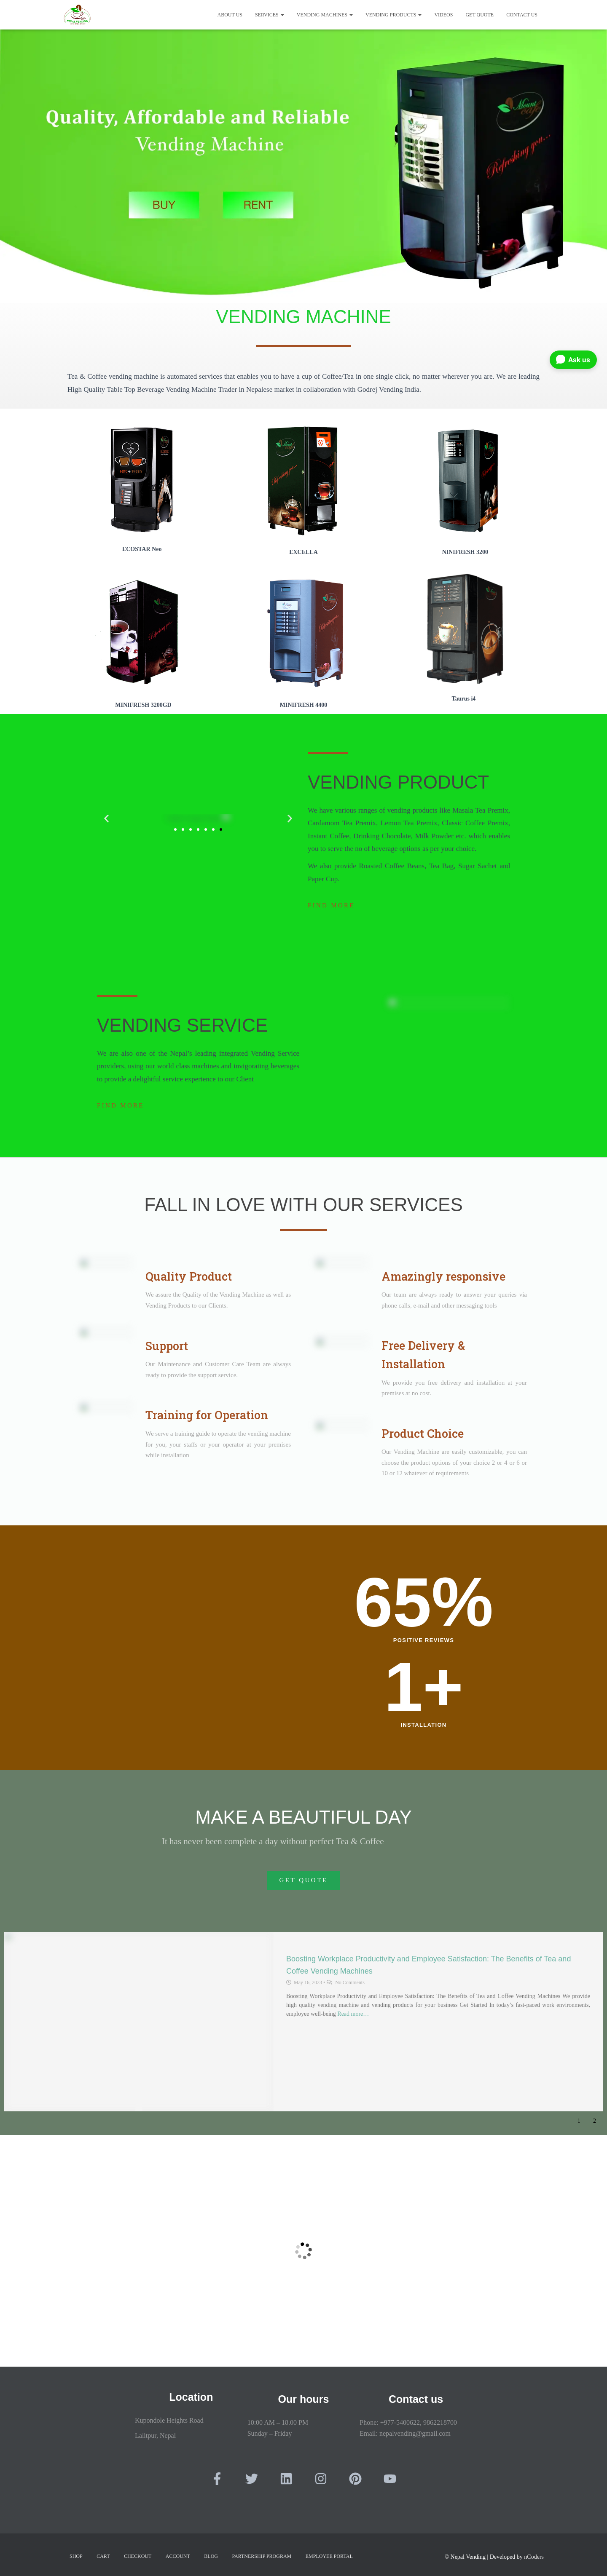 ABOUT US SERVICES VENDING MACHINES VENDING PRODUCTS VIDEOS GET QUOTE CONTACT US
Quality, Affordable and Reliable
Vending Machine
BUY RENT
VENDING MACHINE
Ask us
Tea & Coffee vending machine is automated services that enables you to have a cup of Coffee/Tea in one single click, no matter wherever you are. We are leading
High Quality Table Top Beverage Vending Machine Trader in Nepalese market in collaboration with Godrej Vending India.
ECOSTAR Neo
EXCELLA
NINIFRESH 3200
MINIFRESH 3200GD
MINIFRESH 4400
Taurus i4
VENDING PRODUCT
We have various ranges of vending products like Masala Tea Premix,
Cardamom Tea Premix, Lemon Tea Premix, Classic Coffee Premix,
Instant Coffee, Drinking Chocolate, Milk Powder etc. which enables
you to serve the no of beverage options as per your choice.
We also provide Roasted Coffee Beans, Tea Bag, Sugar Sachet and
Paper Cup.
FIND MORE
VENDING SERVICE
We are also one of the Nepal's leading integrated Vending Service
providers, using our world class machines and invigorating beverages
to provide a delightful service experience to our Client
FIND MORE
FALL IN LOVE WITH OUR SERVICES
Quality Product
We assure the Quality of the Vending Machine as well as
Vending Products to our Clients.
Support
Our Maintenance and Customer Care Team are always
ready to provide the support service.
Training for Operation
We serve a training guide to operate the vending machine
for you, your staffs or your operator at your premises
while installation
Amazingly responsive
Our team are always ready to answer your queries via
phone calls, e-mail and other messaging tools
Free Delivery &
Installation
We provide you free delivery and installation at your
premises at no cost.
Product Choice
Our Vending Machine are easily customizable, you can
choose the product options of your choice 2 or 4 or 6 or
10 or 12 whatever of requirements
65%
POSITIVE REVIEWS
1+
INSTALLATION
MAKE A BEAUTIFUL DAY
It has never been complete a day without perfect Tea & Coffee
GET QUOTE
Boosting Workplace Productivity and Employee Satisfaction: The Benefits of Tea and
Coffee Vending Machines
May 16, 2023 • No Comments
Boosting Workplace Productivity and Employee Satisfaction: The Benefits of Tea and Coffee Vending Machines We provide
high quality vending machine and vending products for your business Get Started In today's fast-paced work environments,
employee well-being Read more…
1 2
Location
Kupondole Heights Road
Lalitpur, Nepal
Our hours
10:00 AM – 18.00 PM
Sunday – Friday
Contact us
Phone: +977-5400622, 9862218700
Email: nepalvending@gmail.com
SHOP CART CHECKOUT ACCOUNT BLOG PARTNERSHIP PROGRAM EMPLOYEE PORTAL
© Nepal Vending | Developed by nCoders